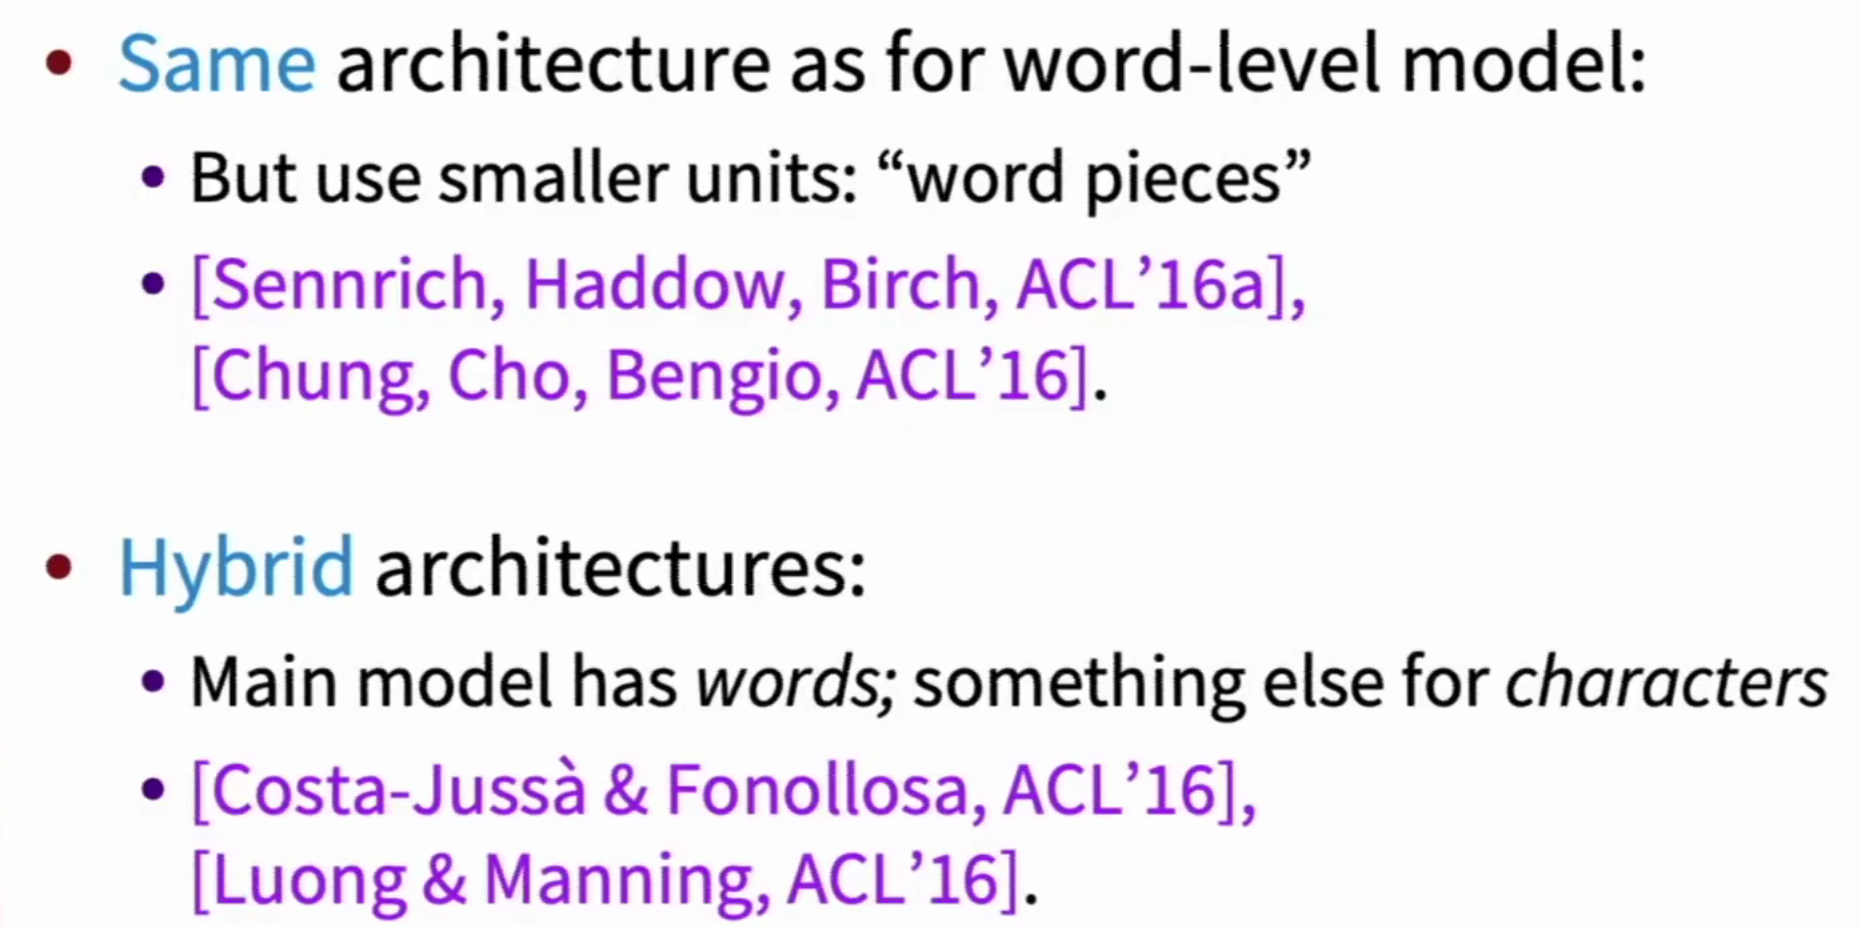 • Same architecture as for word-level model:
• But use smaller units: “word pieces”
• [Sennrich, Haddow, Birch, ACL’16a],
[Chung, Cho, Bengio, ACL’16].
• Hybrid architectures:
• Main model has words; something else for characters
• [Costa-Jussà & Fonollosa, ACL’16],
[Luong & Manning, ACL’16].